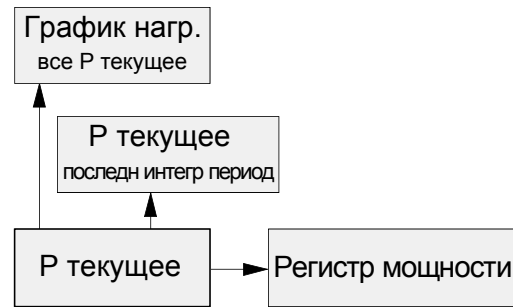 График нагр.
все P текущее
P текущее
последн интегр период
P текущее
Регистр мощности